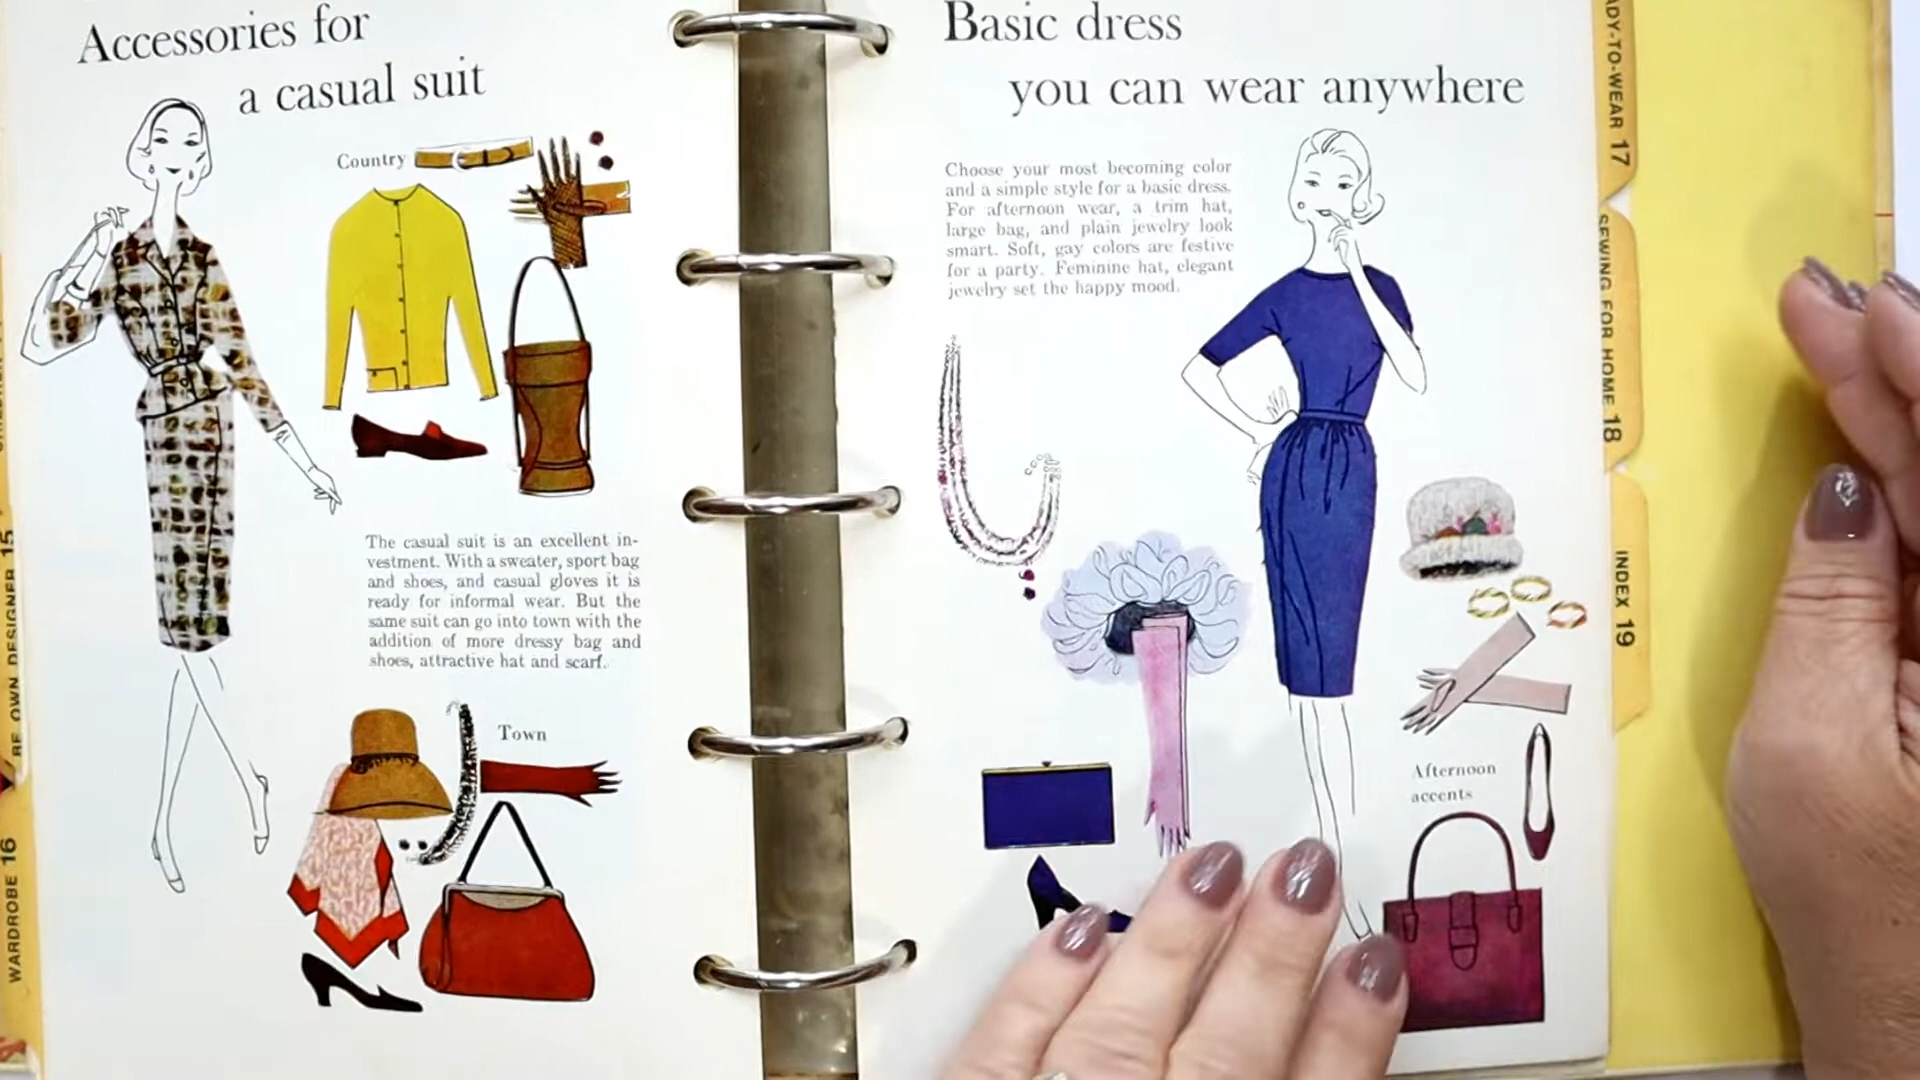 Accessories for
a casual suit
Country
The casual suit is an excellent in-
vestment. With a sweater, sport bag
and shoes, and casual gloves it is
ready for informal wear. But the
same suit can go into town with the
addition of more dressy bag and
shoes, attractive hat and scarf.
Town
BE OWN DESIGNER 15
WARDROBE 16
Basic dress
you can wear anywhere
Choose your most becoming color
and a simple style for a basic dress.
For afternoon wear, a trim hat,
large bag, and plain jewelry look
smart. Soft, gay colors are festive
for a party. Feminine hat, elegant
jewelry set the happy mood.
Afternoon
accents
ADY-TO-WEAR 17
SEWING FOR HOME 18
INDEX 19